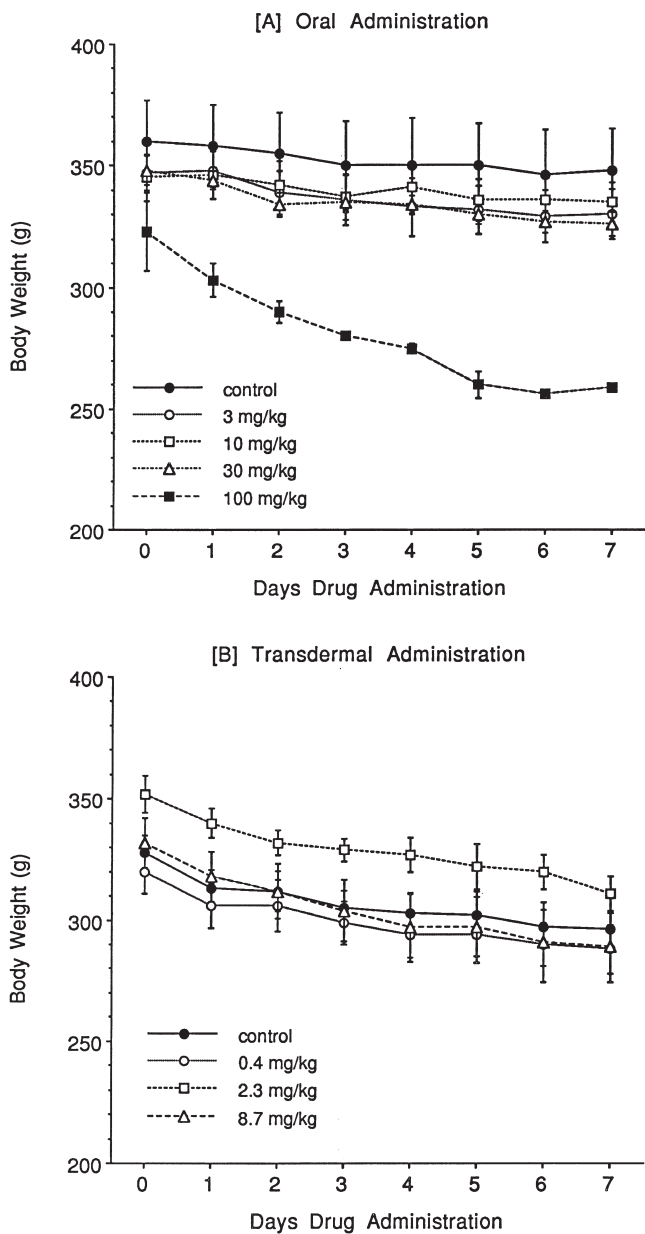 [A] Oral Administration
400
350
300
250
200
Body Weight (g)
control
3 mg/kg
10 mg/kg
30 mg/kg
100 mg/kg
0 1 2 3 4 5 6 7
Days Drug Administration
[B] Transdermal Administration
400
350
300
250
200
Body Weight (g)
control
0.4 mg/kg
2.3 mg/kg
8.7 mg/kg
0 1 2 3 4 5 6 7
Days Drug Administration